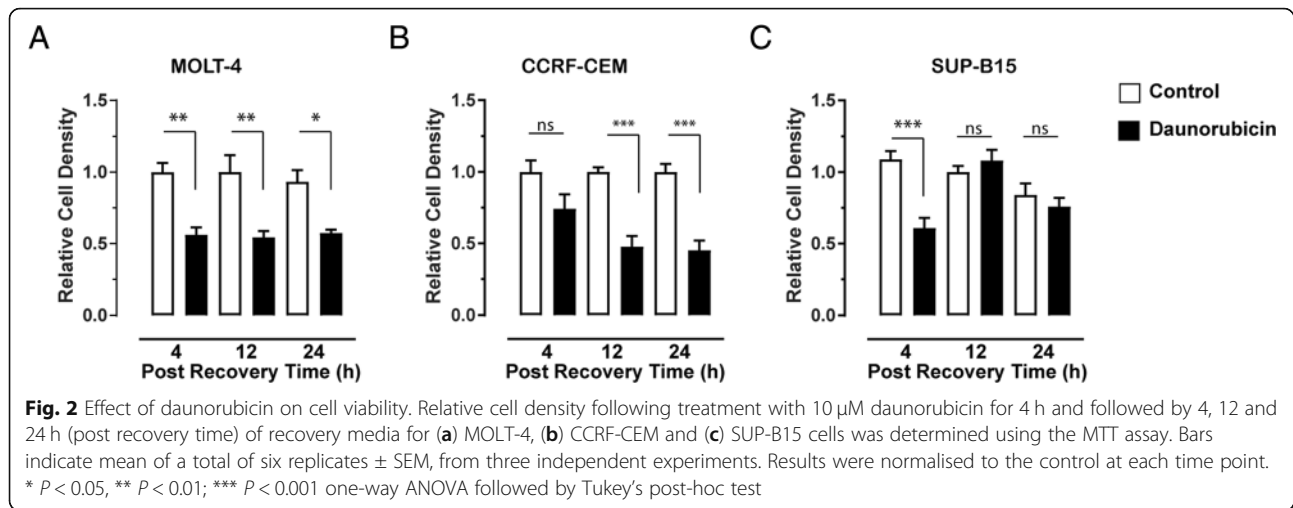 A
MOLT-4
Relative Cell Density
1.5
1.0
0.5
0.0
**
**
*
4 12 24
Post Recovery Time (h)
B
CCRF-CEM
Relative Cell Density
1.5
1.0
0.5
0.0
ns
***
***
4 12 24
Post Recovery Time (h)
C
SUP-B15
Relative Cell Density
1.5
1.0
0.5
0.0
***
ns
ns
4 12 24
Post Recovery Time (h)
Control
Daunorubicin
Fig. 2 Effect of daunorubicin on cell viability. Relative cell density following treatment with 10 μM daunorubicin for 4 h and followed by 4, 12 and
24 h (post recovery time) of recovery media for (a) MOLT-4, (b) CCRF-CEM and (c) SUP-B15 cells was determined using the MTT assay. Bars
indicate mean of a total of six replicates ± SEM, from three independent experiments. Results were normalised to the control at each time point.
* P < 0.05, ** P < 0.01; *** P < 0.001 one-way ANOVA followed by Tukey's post-hoc test